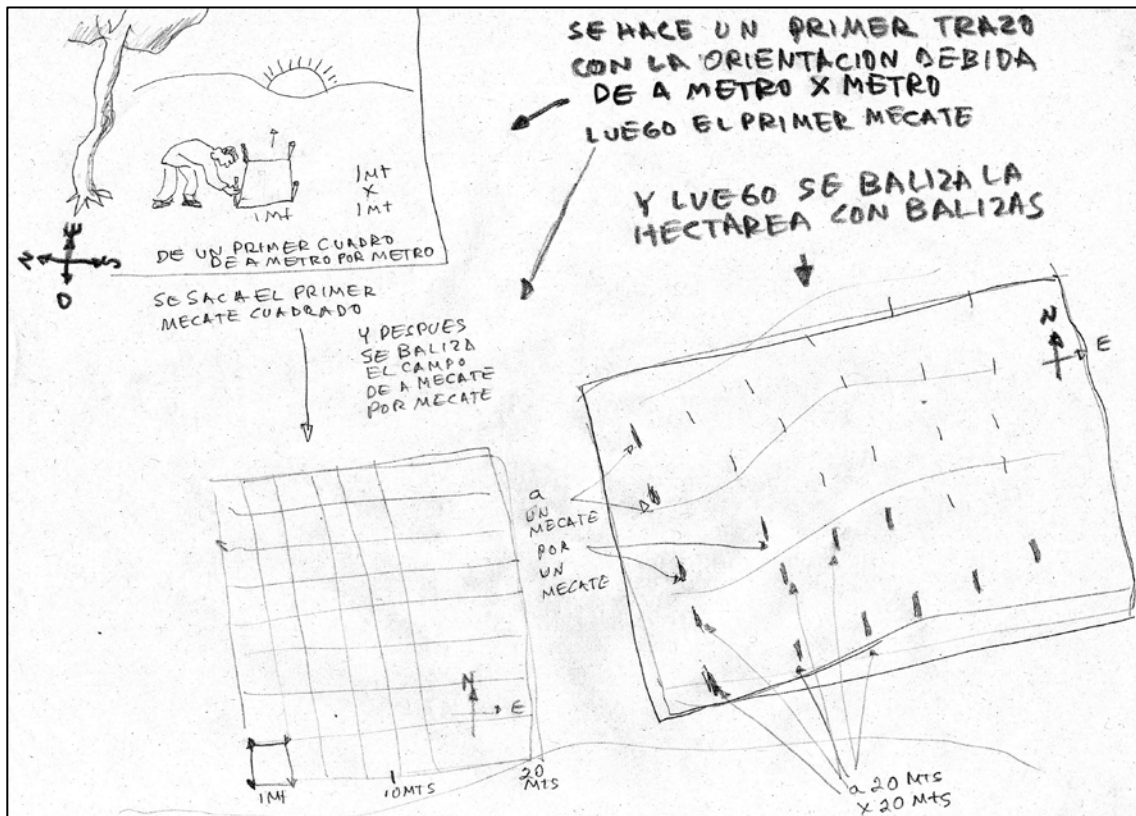 SE HACE UN PRIMER TRAZO
CON LA ORIENTACION DEBIDA
DE A METRO X METRO
LUEGO EL PRIMER MECATE
1Mt
X
1Mt
1Mt
DE UN PRIMER CUADRO
DE A METRO POR METRO
E
N
S
O
Y LUEGO SE BALIZA LA
HECTAREA CON BALIZAS
SE SACA EL PRIMER
MECATE CUADRADO
Y DESPUES
SE BALIZA
EL CAMPO
DE A MECATE
POR MECATE
N
E
a
UN
MECATE
POR
UN
MECATE
N
E
1Mt
10MTS
20
MTS
a 20 MTS
X 20 MtS